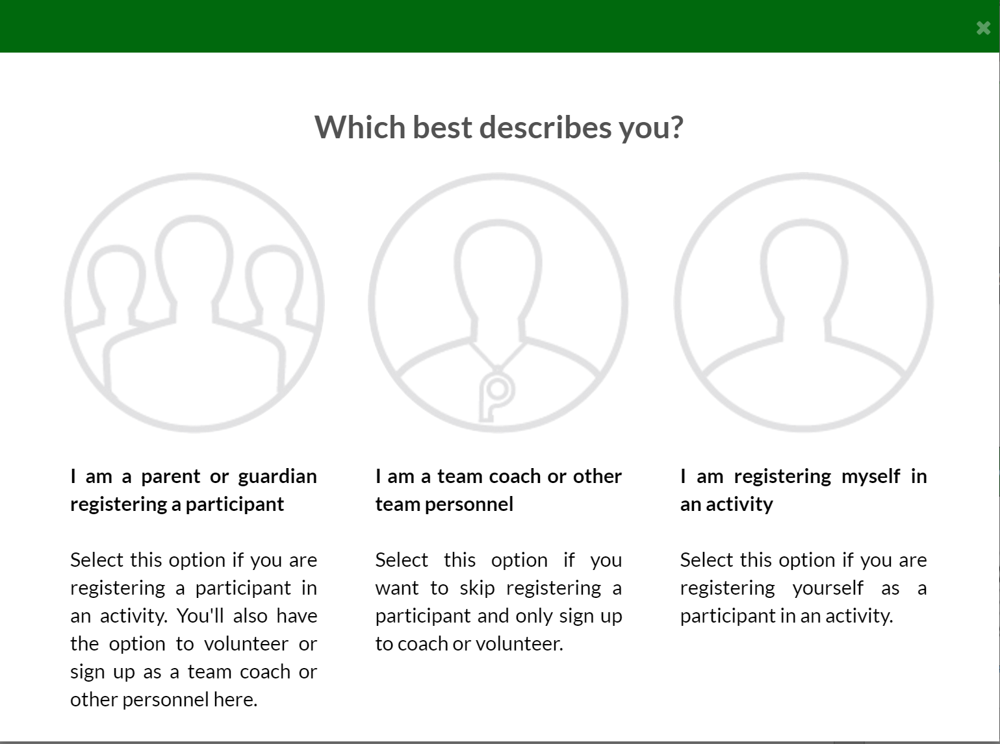 Which best describes you?
I am a parent or guardian
registering a participant
Select this option if you are
registering a participant in
an activity. You'll also have
the option to volunteer or
sign up as a team coach or
other personnel here.
I am a team coach or other
team personnel
Select this option if you
want to skip registering a
participant and only sign up
to coach or volunteer.
I am registering myself in
an activity
Select this option if you are
registering yourself as a
participant in an activity.